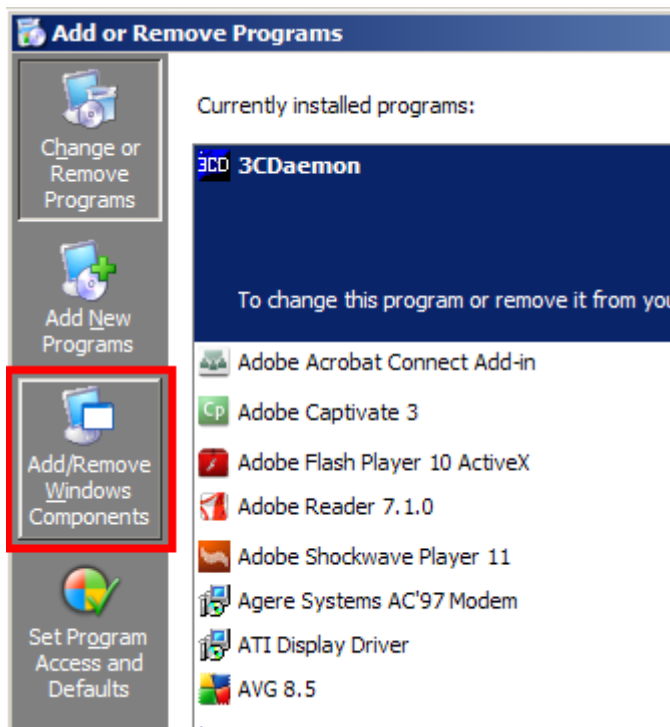 Add or Remove Programs
Change or
Remove
Programs
Add New
Programs
Add/Remove
Windows
Components
Set Program
Access and
Defaults
Currently installed programs:
3CD 3CDaemon
To change this program or remove it from you
Adobe Acrobat Connect Add-in
Cp Adobe Captivate 3
Adobe Flash Player 10 ActiveX
Adobe Reader 7.1.0
Adobe Shockwave Player 11
Agere Systems AC'97 Modem
ATI Display Driver
AVG 8.5